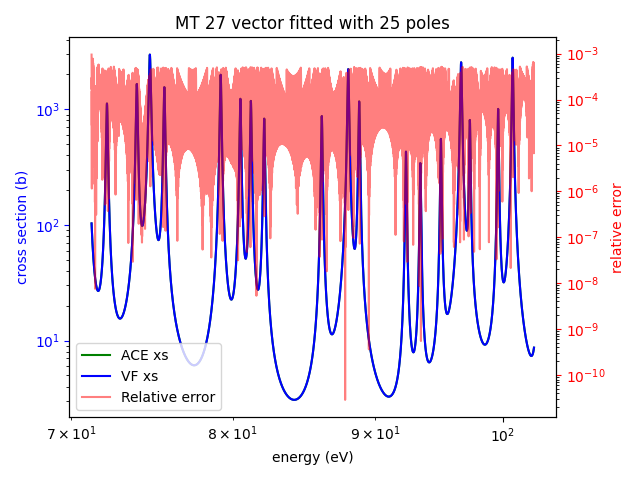 MT 27 vector fitted with 25 poles
cross section (b)
10³
10²
10¹
10⁻³
10⁻⁴
10⁻⁵
10⁻⁶
10⁻⁷
10⁻⁸
10⁻⁹
10⁻¹⁰
relative error
ACE xs
VF xs
Relative error
7 × 10¹
8 × 10¹
9 × 10¹
10²
energy (eV)